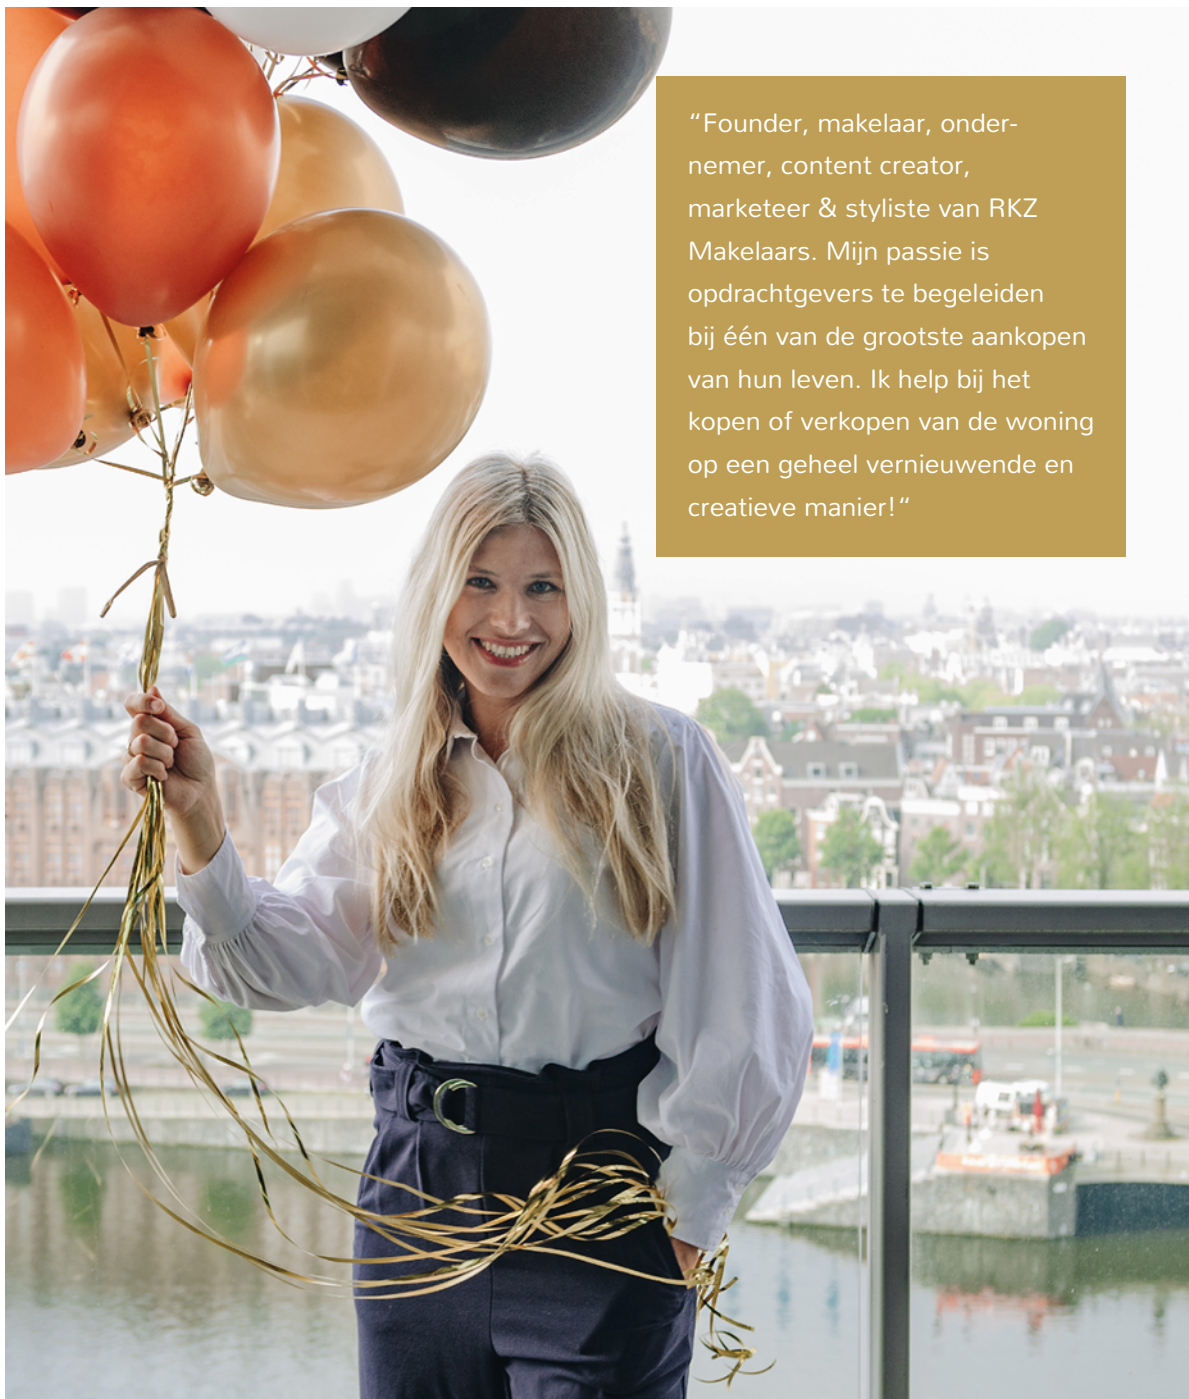 “Founder, makelaar, onder-
nemer, content creator,
marketeer & styliste van RKZ
Makelaars. Mijn passie is
opdrachtgevers te begeleiden
bij één van de grootste aankopen
van hun leven. Ik help bij het
kopen of verkopen van de woning
op een geheel vernieuwende en
creatieve manier!“